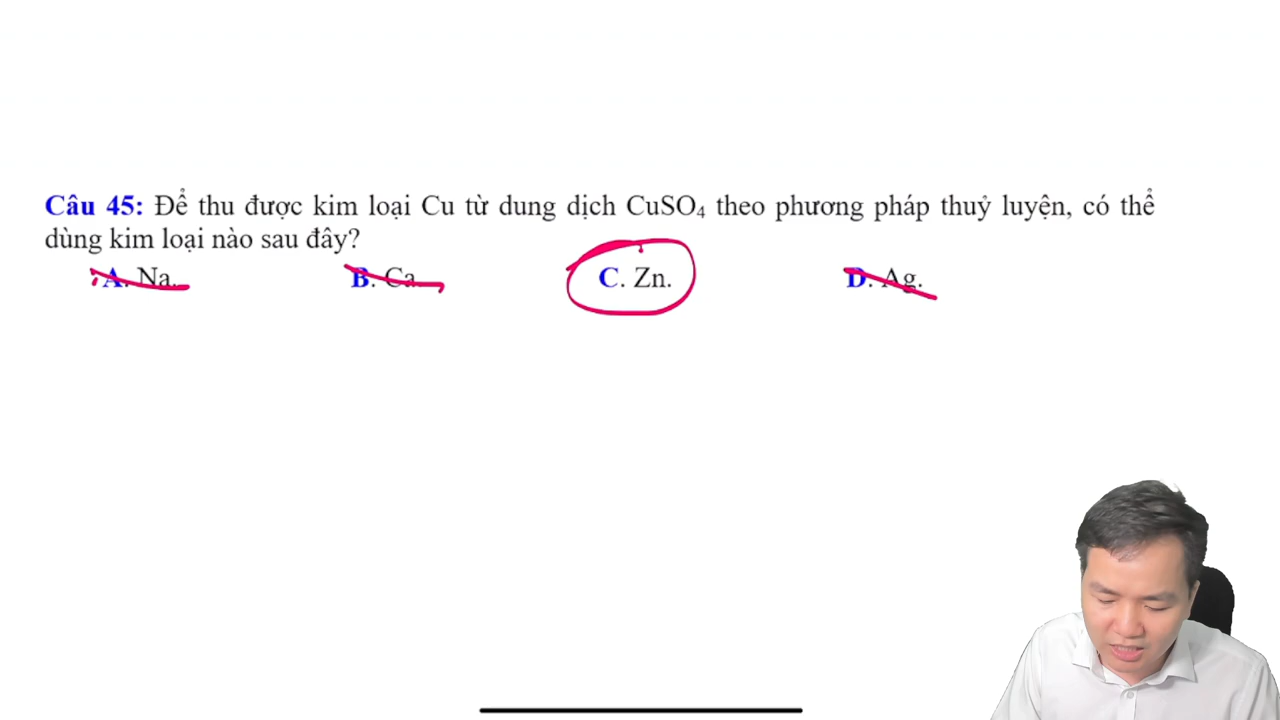 Câu 45: Để thu được kim loại Cu từ dung dịch CuSO₄ theo phương pháp thuỷ luyện, có thể
dùng kim loại nào sau đây?
A. Na. B. Ca. C. Zn. D. Ag.